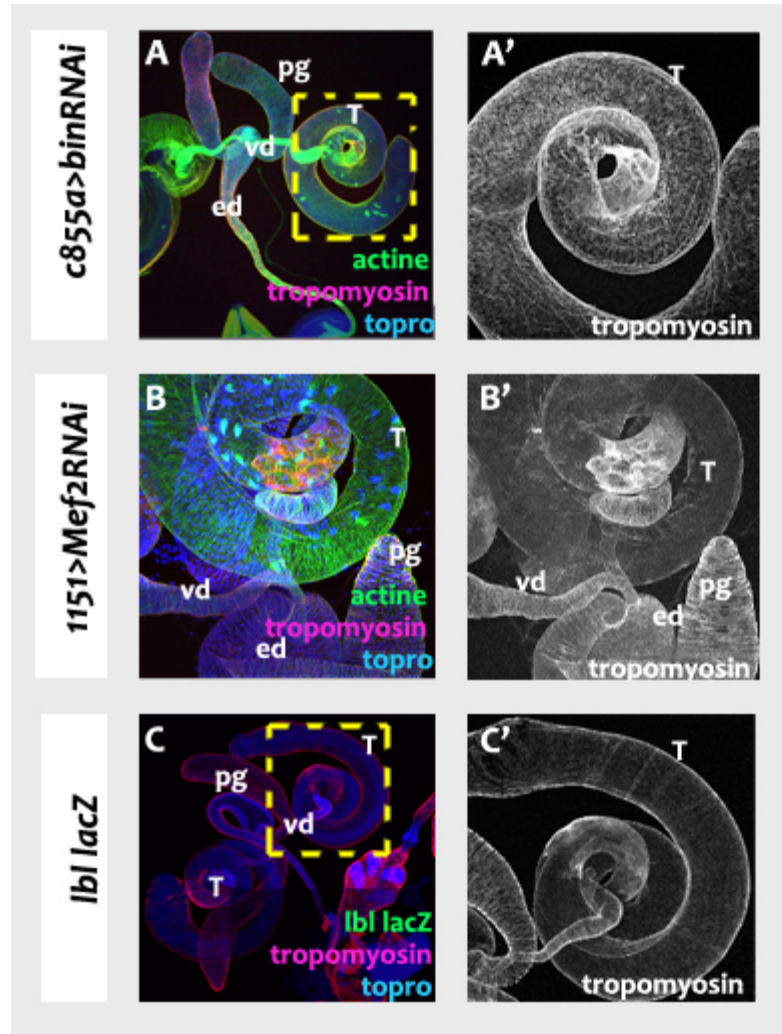 c855a>binRNAi
A
pg
T
vd
ed
actine
tropomyosin
topro
A'
T
tropomyosin
1151>Mef2RNAi
B
T
pg
vd
ed
actine
tropomyosin
topro
B'
T
vd
pg
ed
tropomyosin
lbl lacZ
C
T
pg
vd
T
lbl lacZ
tropomyosin
topro
C'
T
tropomyosin